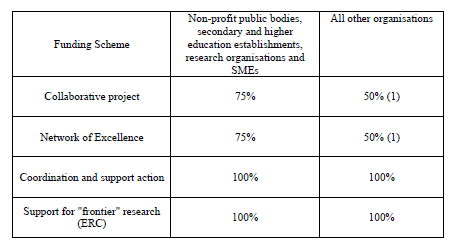 Funding Scheme
Non-profit public bodies,
secondary and higher
education establishments,
research organisations and
SMEs
All other organisations
Collaborative project
75%
50% (1)
Network of Excellence
75%
50% (1)
Coordination and support action
100%
100%
Support for "frontier" research
(ERC)
100%
100%